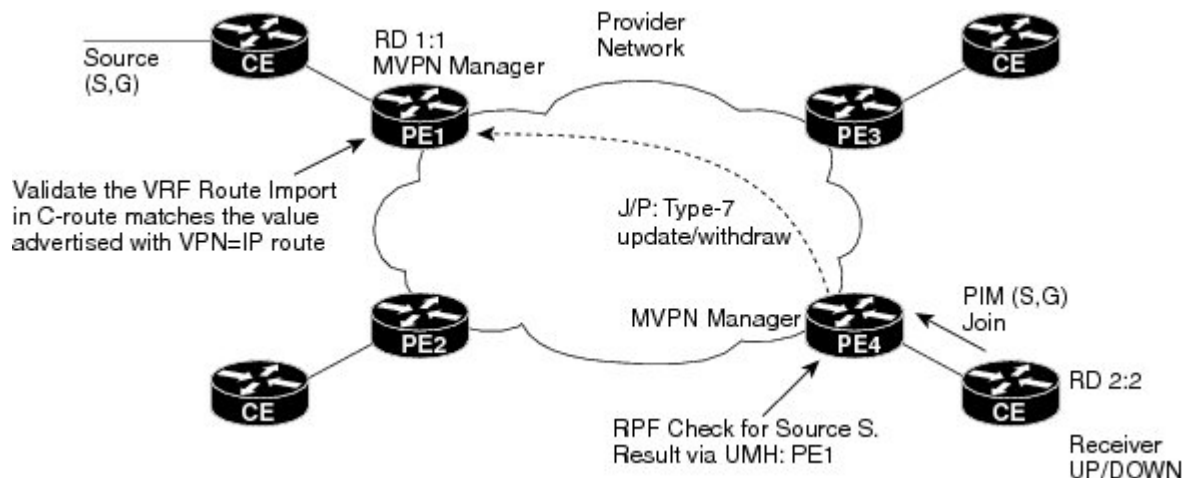 Source
(S,G)
CE
RD 1:1
MVPN Manager
PE1
Provider
Network
CE
PE3
Validate the VRF Route Import
in C-route matches the value
advertised with VPN=IP route
J/P: Type-7
update/withdraw
PE2
CE
MVPN Manager
PE4
PIM (S,G)
Join
CE
RD 2:2
RPF Check for Source S.
Result via UMH: PE1
Receiver
UP/DOWN